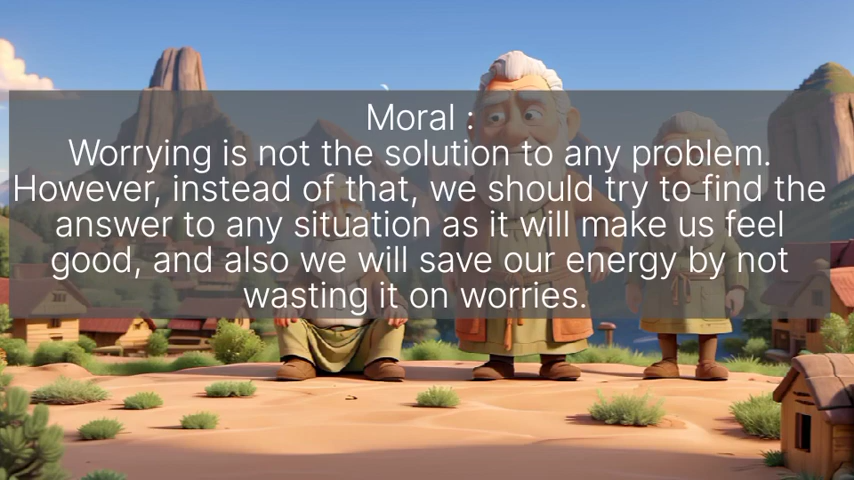 Moral :
Worrying is not the solution to any problem.
However, instead of that, we should try to find the
answer to any situation as it will make us feel
good, and also we will save our energy by not
wasting it on worries.